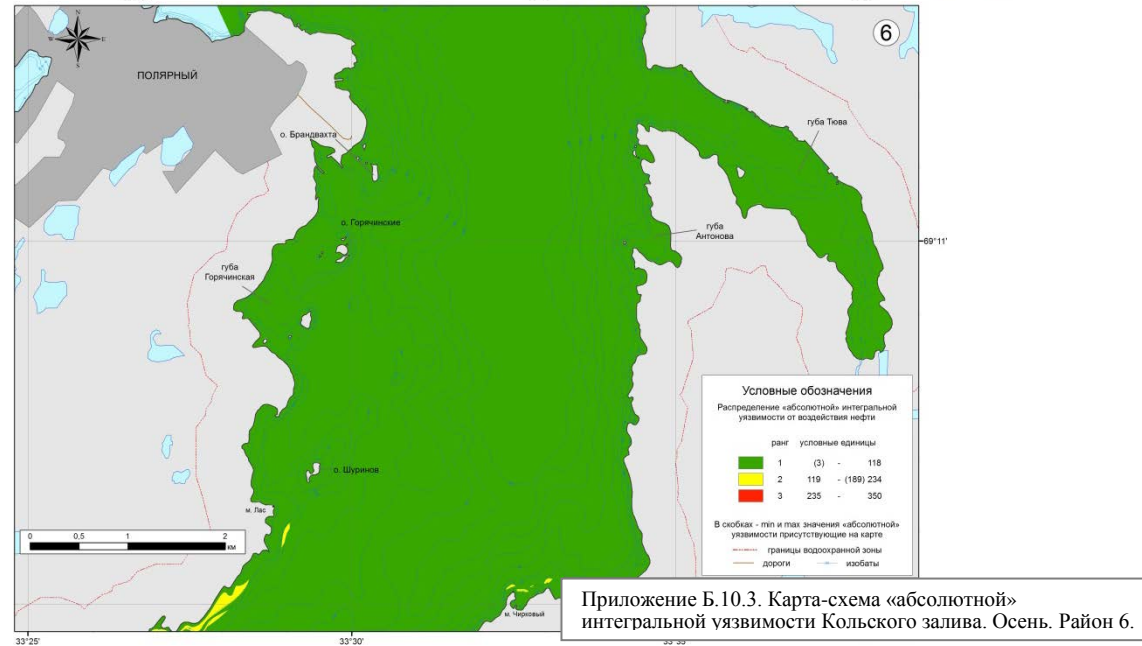 N
W
E
S
6
ПОЛЯРНЫЙ
о. Брандвахта
губа Тюва
о. Горячинские
губа
Антонова
69°11'
губа
Горячинская
о. Шуринов
м. Лас
0 0,5 1 2
км
м. Чирковый
Условные обозначения
Распределение «абсолютной» интегральной
уязвимости от воздействия нефти
ранг условные единицы
1 (3) - 118
2 119 - (189) 234
3 235 - 350
В скобках - min и max значения «абсолютной»
уязвимости присутствующие на карте
границы водоохранной зоны
дороги изобаты
Приложение Б.10.3. Карта-схема «абсолютной»
интегральной уязвимости Кольского залива. Осень. Район 6.
33°25' 33°30' 33°35'